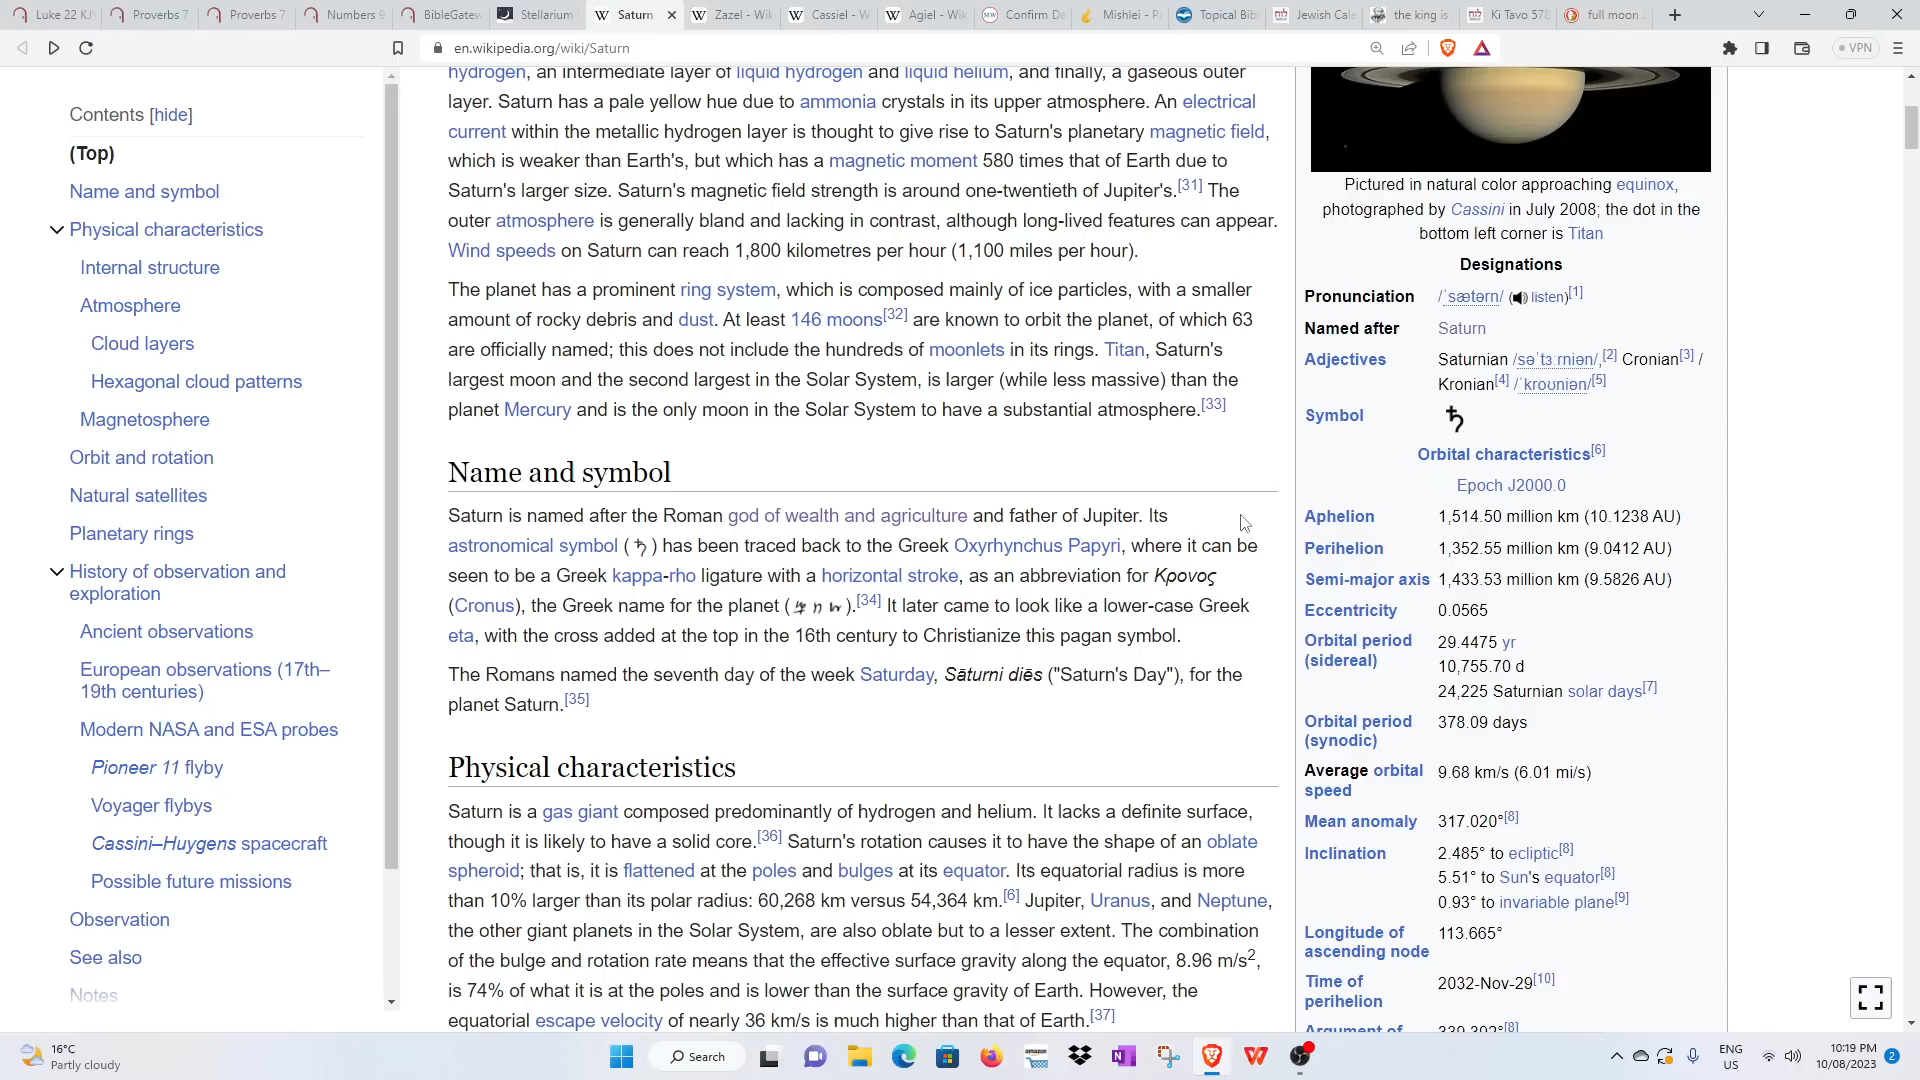 Luke 22 KJV
Proverbs 7
Proverbs 7
Numbers 9
BibleGatew
Stellarium
Saturn
Zazel - Wiki
Cassiel - W
Agiel - Wiki
Confirm De
Mishlei - P
Topical Bib
Jewish Cale
the king is
Ki Tavo 578
full moon
en.wikipedia.org/wiki/Saturn
VPN
Contents [hide]
(Top)
Name and symbol
Physical characteristics
Internal structure
Atmosphere
Cloud layers
Hexagonal cloud patterns
Magnetosphere
Orbit and rotation
Natural satellites
Planetary rings
History of observation and
exploration
Ancient observations
European observations (17th–
19th centuries)
Modern NASA and ESA probes
Pioneer 11 flyby
Voyager flybys
Cassini–Huygens spacecraft
Possible future missions
Observation
See also
Notes
hydrogen, an intermediate layer of liquid hydrogen and liquid helium, and finally, a gaseous outer
layer. Saturn has a pale yellow hue due to ammonia crystals in its upper atmosphere. An electrical
current within the metallic hydrogen layer is thought to give rise to Saturn's planetary magnetic field,
which is weaker than Earth's, but which has a magnetic moment 580 times that of Earth due to
Saturn's larger size. Saturn's magnetic field strength is around one-twentieth of Jupiter's.[31] The
outer atmosphere is generally bland and lacking in contrast, although long-lived features can appear.
Wind speeds on Saturn can reach 1,800 kilometres per hour (1,100 miles per hour).
The planet has a prominent ring system, which is composed mainly of ice particles, with a smaller
amount of rocky debris and dust. At least 146 moons[32] are known to orbit the planet, of which 63
are officially named; this does not include the hundreds of moonlets in its rings. Titan, Saturn's
largest moon and the second largest in the Solar System, is larger (while less massive) than the
planet Mercury and is the only moon in the Solar System to have a substantial atmosphere.[33]
Name and symbol
Saturn is named after the Roman god of wealth and agriculture and father of Jupiter. Its
astronomical symbol (♄) has been traced back to the Greek Oxyrhynchus Papyri, where it can be
seen to be a Greek kappa-rho ligature with a horizontal stroke, as an abbreviation for Κρονος
(Cronus), the Greek name for the planet ( ).[34] It later came to look like a lower-case Greek
eta, with the cross added at the top in the 16th century to Christianize this pagan symbol.
The Romans named the seventh day of the week Saturday, Sāturni diēs ("Saturn's Day"), for the
planet Saturn.[35]
Physical characteristics
Saturn is a gas giant composed predominantly of hydrogen and helium. It lacks a definite surface,
though it is likely to have a solid core.[36] Saturn's rotation causes it to have the shape of an oblate
spheroid; that is, it is flattened at the poles and bulges at its equator. Its equatorial radius is more
than 10% larger than its polar radius: 60,268 km versus 54,364 km.[6] Jupiter, Uranus, and Neptune,
the other giant planets in the Solar System, are also oblate but to a lesser extent. The combination
of the bulge and rotation rate means that the effective surface gravity along the equator, 8.96 m/s2,
is 74% of what it is at the poles and is lower than the surface gravity of Earth. However, the
equatorial escape velocity of nearly 36 km/s is much higher than that of Earth.[37]
Pictured in natural color approaching equinox,
photographed by Cassini in July 2008; the dot in the
bottom left corner is Titan
Designations
Pronunciation /ˈsætərn/ (listen)[1]
Named after Saturn
Adjectives Saturnian /səˈtɜːrniən/,[2] Cronian[3] /
Kronian[4] /ˈkroʊniən/[5]
Symbol ♄
Orbital characteristics[6]
Epoch J2000.0
Aphelion 1,514.50 million km (10.1238 AU)
Perihelion 1,352.55 million km (9.0412 AU)
Semi-major axis 1,433.53 million km (9.5826 AU)
Eccentricity 0.0565
Orbital period
(sidereal)
29.4475 yr
10,755.70 d
24,225 Saturnian solar days[7]
Orbital period
(synodic)
378.09 days
Average orbital
speed
9.68 km/s (6.01 mi/s)
Mean anomaly 317.020°[8]
Inclination 2.485° to ecliptic[8]
5.51° to Sun's equator[8]
0.93° to invariable plane[9]
Longitude of
ascending node
113.665°
Time of
perihelion
2032-Nov-29[10]
Argument of 339.392°[8]
16°C
Partly cloudy
Search
amazon
ENG
US
10:19 PM
10/08/2023
2